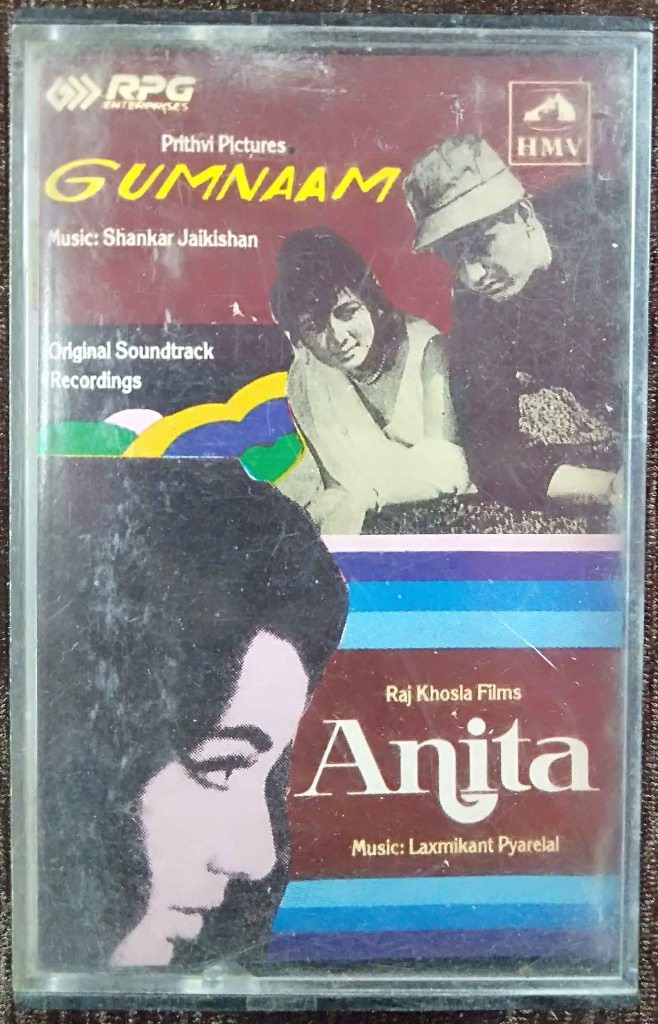 RPG
ENTERPRISES
HMV
Prithvi Pictures
GUMNAAM
Music: Shankar Jaikishan
Original Soundtrack
Recordings
Raj Khosla Films
Anita
Music: Laxmikant Pyarelal